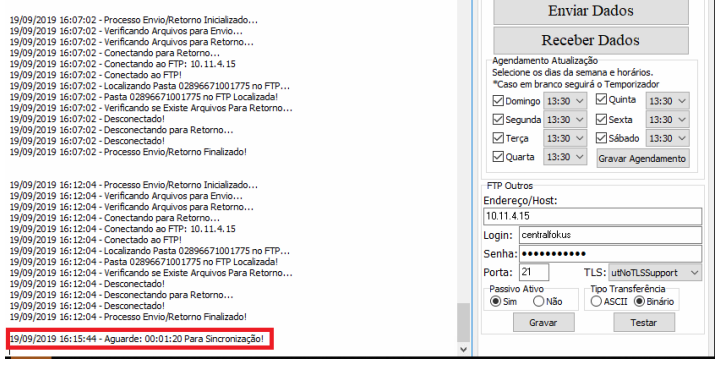 19/09/2019 16:07:02 - Processo Envio/Retorno Inicializado...
19/09/2019 16:07:02 - Verificando Arquivos para Envio...
19/09/2019 16:07:02 - Verificando Arquivos para Retorno...
19/09/2019 16:07:02 - Conectando para Retorno...
19/09/2019 16:07:02 - Conectando ao FTP: 10.11.4.15
19/09/2019 16:07:02 - Conectado ao FTP!
19/09/2019 16:07:02 - Localizando Pasta 02896671001775 no FTP...
19/09/2019 16:07:02 - Pasta 02896671001775 no FTP Localizada!
19/09/2019 16:07:02 - Verificando se Existe Arquivos Para Retorno...
19/09/2019 16:07:02 - Desconectado!
19/09/2019 16:07:02 - Desconectando para Retorno...
19/09/2019 16:07:02 - Desconectado!
19/09/2019 16:07:02 - Processo Envio/Retorno Finalizado!
19/09/2019 16:12:04 - Processo Envio/Retorno Inicializado...
19/09/2019 16:12:04 - Verificando Arquivos para Envio...
19/09/2019 16:12:04 - Verificando Arquivos para Retorno...
19/09/2019 16:12:04 - Conectando para Retorno...
19/09/2019 16:12:04 - Conectando ao FTP: 10.11.4.15
19/09/2019 16:12:04 - Conectado ao FTP!
19/09/2019 16:12:04 - Localizando Pasta 02896671001775 no FTP...
19/09/2019 16:12:04 - Pasta 02896671001775 no FTP Localizada!
19/09/2019 16:12:04 - Verificando se Existe Arquivos Para Retorno...
19/09/2019 16:12:04 - Desconectado!
19/09/2019 16:12:04 - Desconectando para Retorno...
19/09/2019 16:12:04 - Desconectado!
19/09/2019 16:12:04 - Processo Envio/Retorno Finalizado!
19/09/2019 16:15:44 - Aguarde: 00:01:20 Para Sincronização!
Enviar Dados
Receber Dados
Agendamento Atualização
Selecione os dias da semana e horários.
*Caso em branco seguirá o Temporizador
Domingo 13:30 Quinta 13:30
Segunda 13:30 Sexta 13:30
Terça 13:30 Sábado 13:30
Quarta 13:30 Gravar Agendamento
FTP Outros
Endereço/Host:
10.11.4.15
Login: centralfokus
Senha: ●●●●●●●●●●●
Porta: 21 TLS: utNoTLSSupport
Passivo Ativo Tipo Transferência
Sim Não ASCII Binário
Gravar Testar